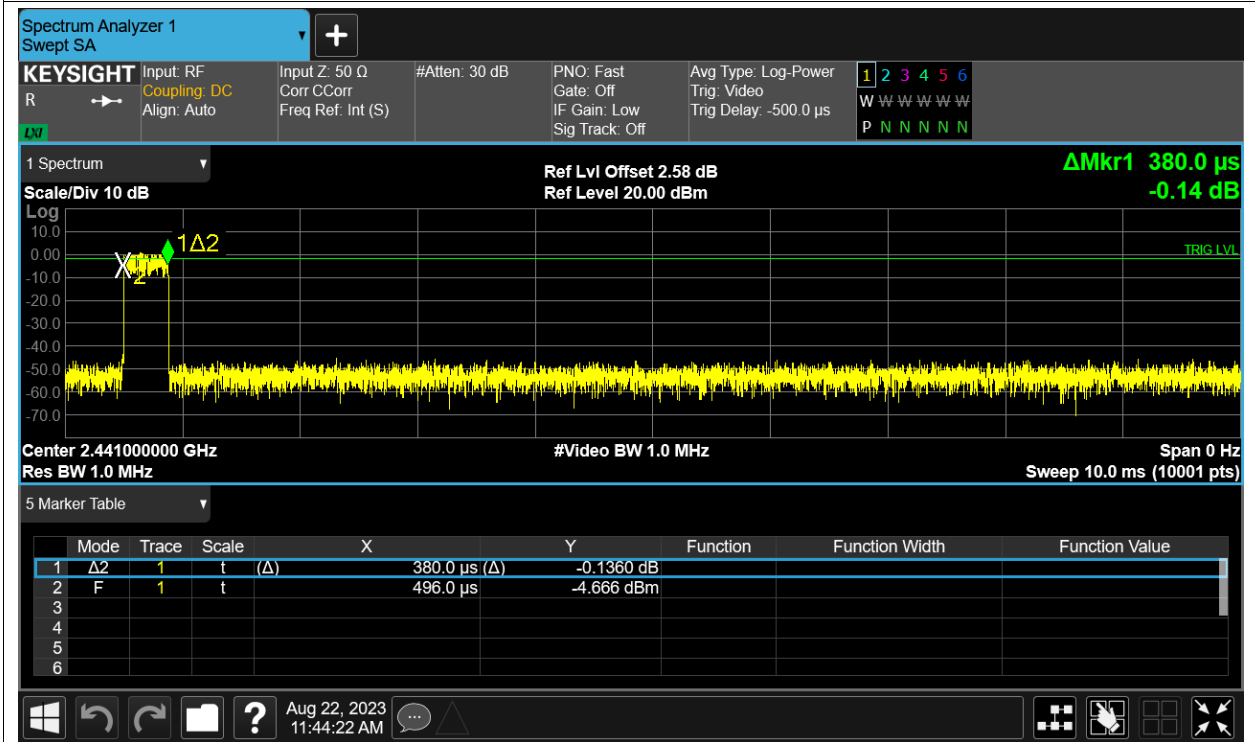 Spectrum Analyzer 1
Swept SA
+
KEYSIGHT
R
LXI
Input: RF
Coupling: DC
Align: Auto
Input Z: 50 Ω
Corr CCorr
Freq Ref: Int (S)
#Atten: 30 dB
PNO: Fast
Gate: Off
IF Gain: Low
Sig Track: Off
Avg Type: Log-Power
Trig: Video
Trig Delay: -500.0 µs
1 2 3 4 5 6
W W W W W W
P N N N N N
1 Spectrum
Scale/Div 10 dB
Ref Lvl Offset 2.58 dB
Ref Level 20.00 dBm
ΔMkr1 380.0 µs
-0.14 dB
Log
10.0
0.00
-10.0
-20.0
-30.0
-40.0
-50.0
-60.0
-70.0
1Δ2
2
TRIG LVL
Center 2.441000000 GHz
Res BW 1.0 MHz
#Video BW 1.0 MHz
Span 0 Hz
Sweep 10.0 ms (10001 pts)
5 Marker Table
Mode Trace Scale X Y Function Function Width Function Value
1 Δ2 1 t (Δ) 380.0 µs (Δ) -0.1360 dB
2 F 1 t 496.0 µs -4.666 dBm
3
4
5
6
?
Aug 22, 2023
11:44:22 AM